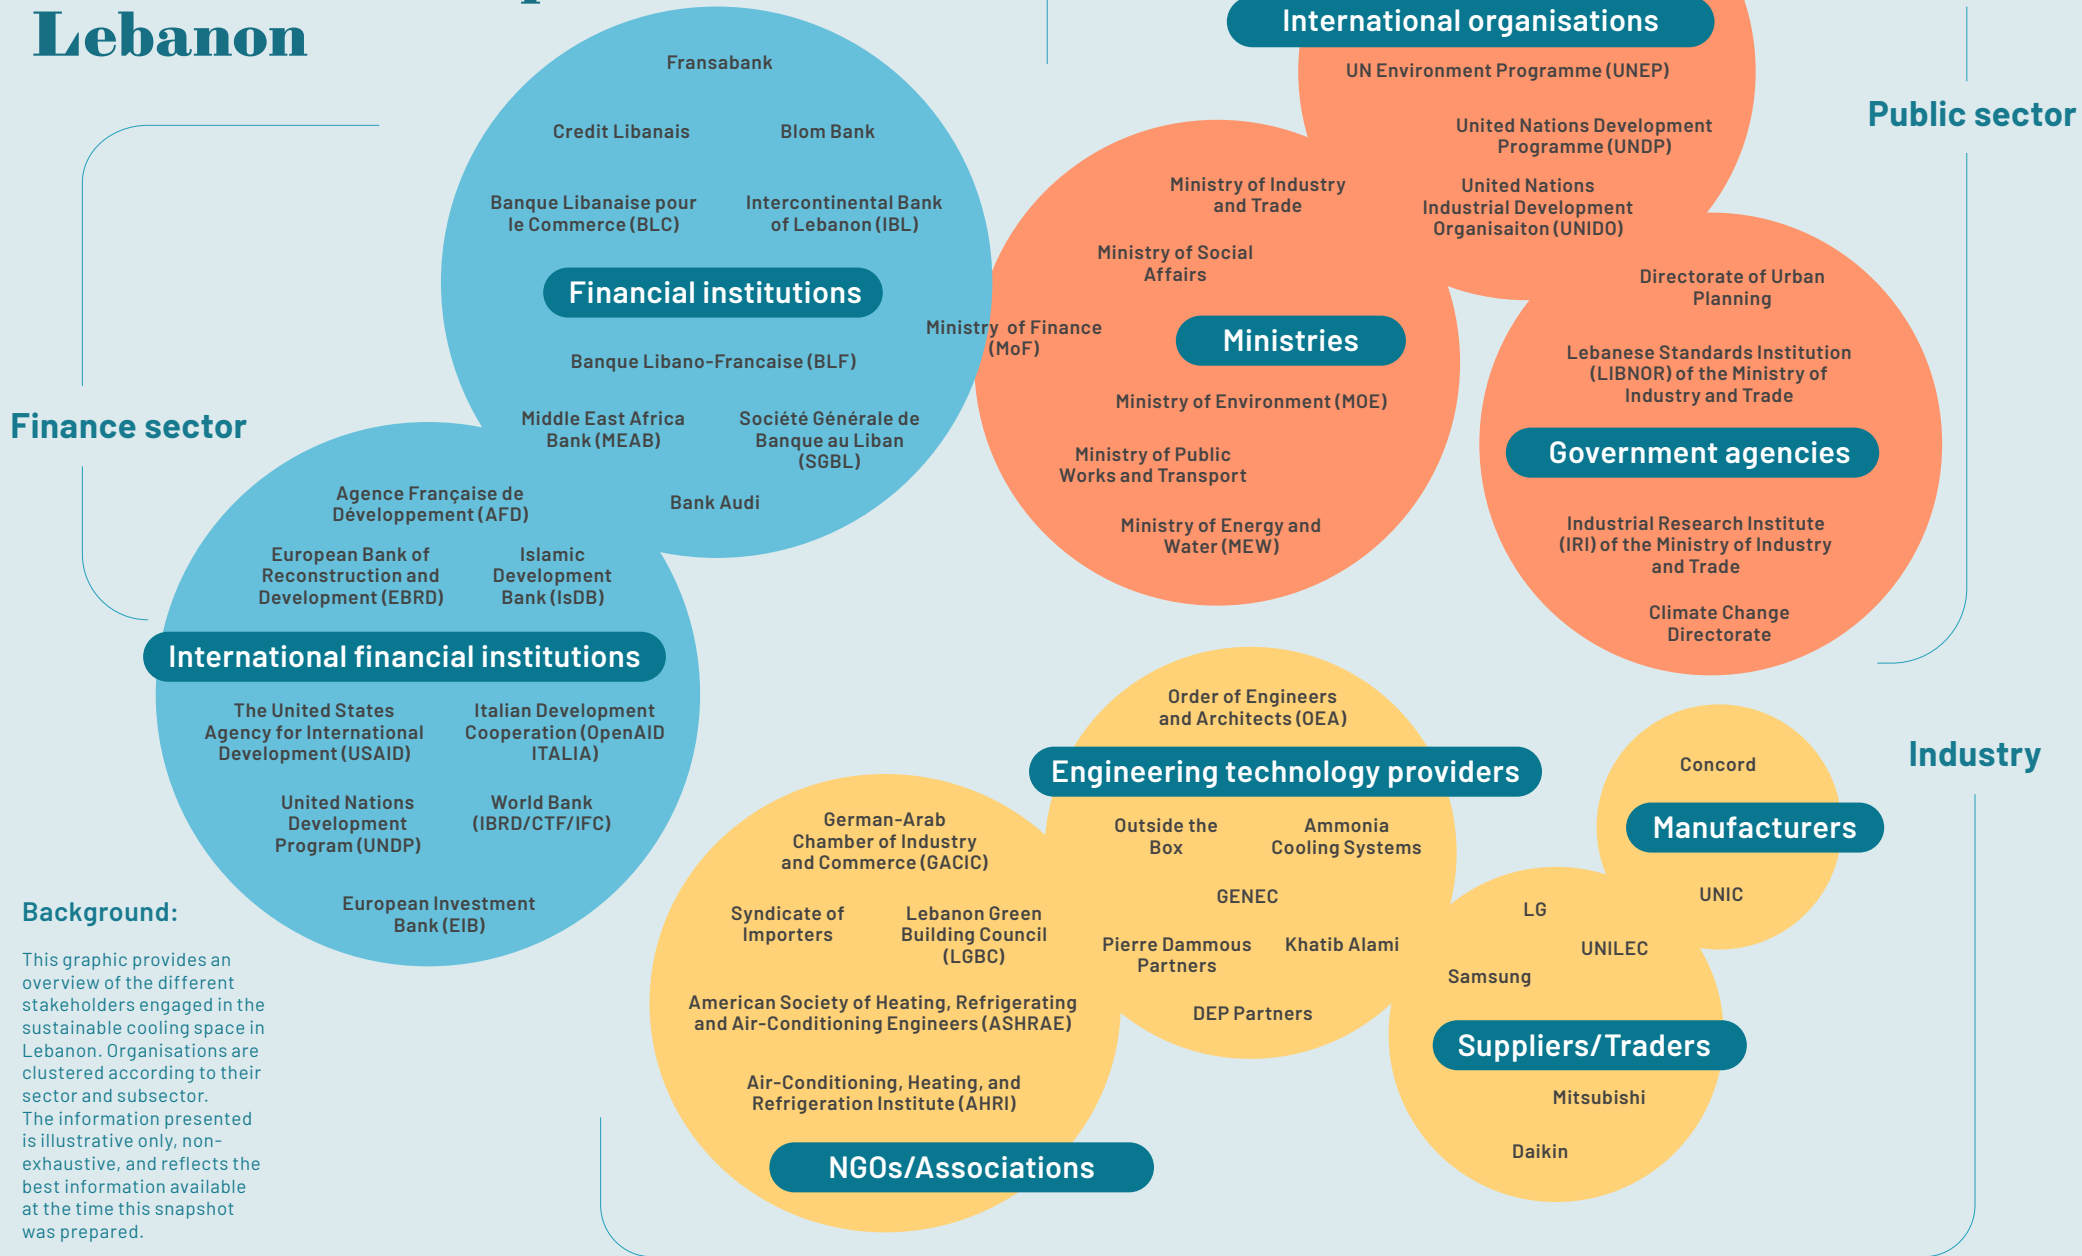 Lebanon
Finance sector
Fransabank
Credit Libanais
Blom Bank
Banque Libanaise pour
le Commerce (BLC)
Intercontinental Bank
of Lebanon (IBL)
Financial institutions
Banque Libano-Francaise (BLF)
Middle East Africa
Bank (MEAB)
Société Générale de
Banque au Liban
(SGBL)
Bank Audi
Agence Française de
Développement (AFD)
European Bank of
Reconstruction and
Development (EBRD)
Islamic
Development
Bank (IsDB)
International financial institutions
The United States
Agency for International
Development (USAID)
Italian Development
Cooperation (OpenAID
ITALIA)
United Nations
Development
Program (UNDP)
World Bank
(IBRD/CTF/IFC)
European Investment
Bank (EIB)
Public sector
International organisations
UN Environment Programme (UNEP)
United Nations Development
Programme (UNDP)
United Nations
Industrial Development
Organisaiton (UNIDO)
Ministry of Industry
and Trade
Ministry of Social
Affairs
Ministry of Finance
(MoF)
Ministries
Ministry of Environment (MOE)
Ministry of Public
Works and Transport
Ministry of Energy and
Water (MEW)
Directorate of Urban
Planning
Lebanese Standards Institution
(LIBNOR) of the Ministry of
Industry and Trade
Government agencies
Industrial Research Institute
(IRI) of the Ministry of Industry
and Trade
Climate Change
Directorate
Industry
Order of Engineers
and Architects (OEA)
Engineering technology providers
Outside the
Box
Ammonia
Cooling Systems
GENEC
Pierre Dammous
Partners
Khatib Alami
DEP Partners
Concord
Manufacturers
UNIC
LG
UNILEC
Samsung
Suppliers/Traders
Mitsubishi
Daikin
German-Arab
Chamber of Industry
and Commerce (GACIC)
Syndicate of
Importers
Lebanon Green
Building Council
(LGBC)
American Society of Heating, Refrigerating
and Air-Conditioning Engineers (ASHRAE)
Air-Conditioning, Heating, and
Refrigeration Institute (AHRI)
NGOs/Associations
Background:
This graphic provides an
overview of the different
stakeholders engaged in the
sustainable cooling space in
Lebanon. Organisations are
clustered according to their
sector and subsector.
The information presented
is illustrative only, non-
exhaustive, and reflects the
best information available
at the time this snapshot
was prepared.